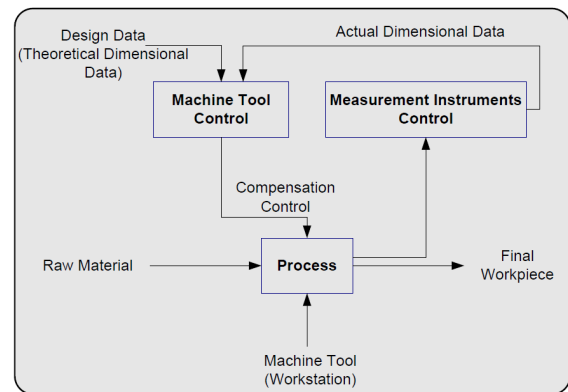 Design Data
(Theoretical Dimensional
Data)
Actual Dimensional Data
Machine Tool
Control
Measurement Instruments
Control
Compensation
Control
Raw Material
Process
Final
Workpiece
Machine Tool
(Workstation)